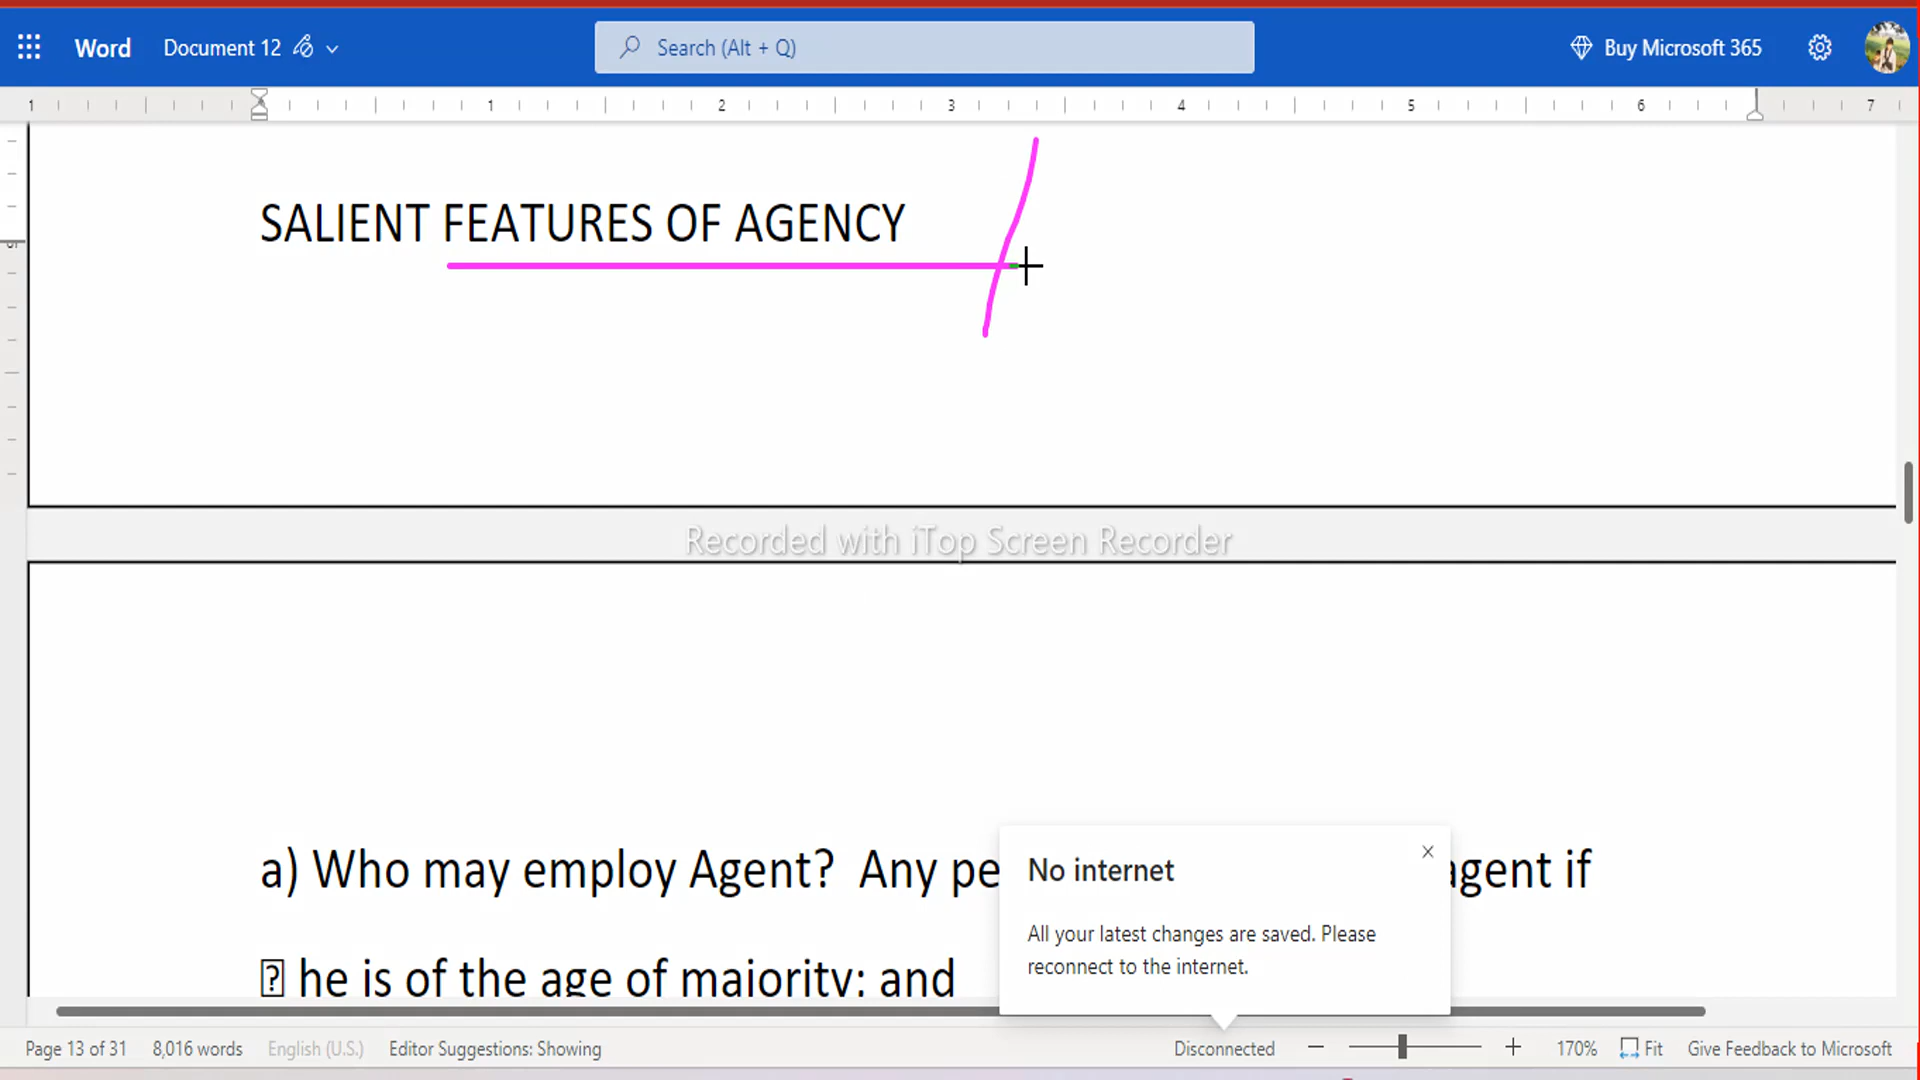 Word Document 12 Search (Alt + Q) Buy Microsoft 365
1 1 2 3 4 5 6 7
SALIENT FEATURES OF AGENCY
Recorded with iTop Screen Recorder
a) Who may employ Agent? Any pe agent if
he is of the age of majority; and
No internet
All your latest changes are saved. Please
reconnect to the internet.
Page 13 of 31 8,016 words English (U.S.) Editor Suggestions: Showing Disconnected 170% Fit Give Feedback to Microsoft